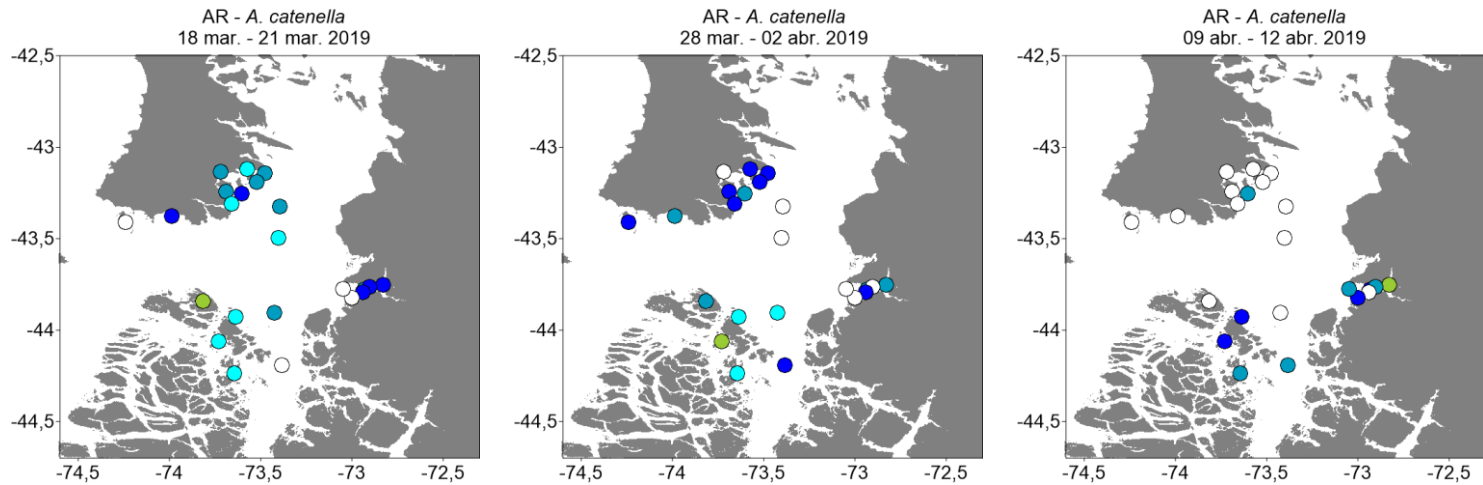 AR - A. catenella
18 mar. - 21 mar. 2019
-42,5
-43
-43,5
-44
-44,5
-74,5 -74 -73,5 -73 -72,5
AR - A. catenella
28 mar. - 02 abr. 2019
-42,5
-43
-43,5
-44
-44,5
-74,5 -74 -73,5 -73 -72,5
AR - A. catenella
09 abr. - 12 abr. 2019
-42,5
-43
-43,5
-44
-44,5
-74,5 -74 -73,5 -73 -72,5